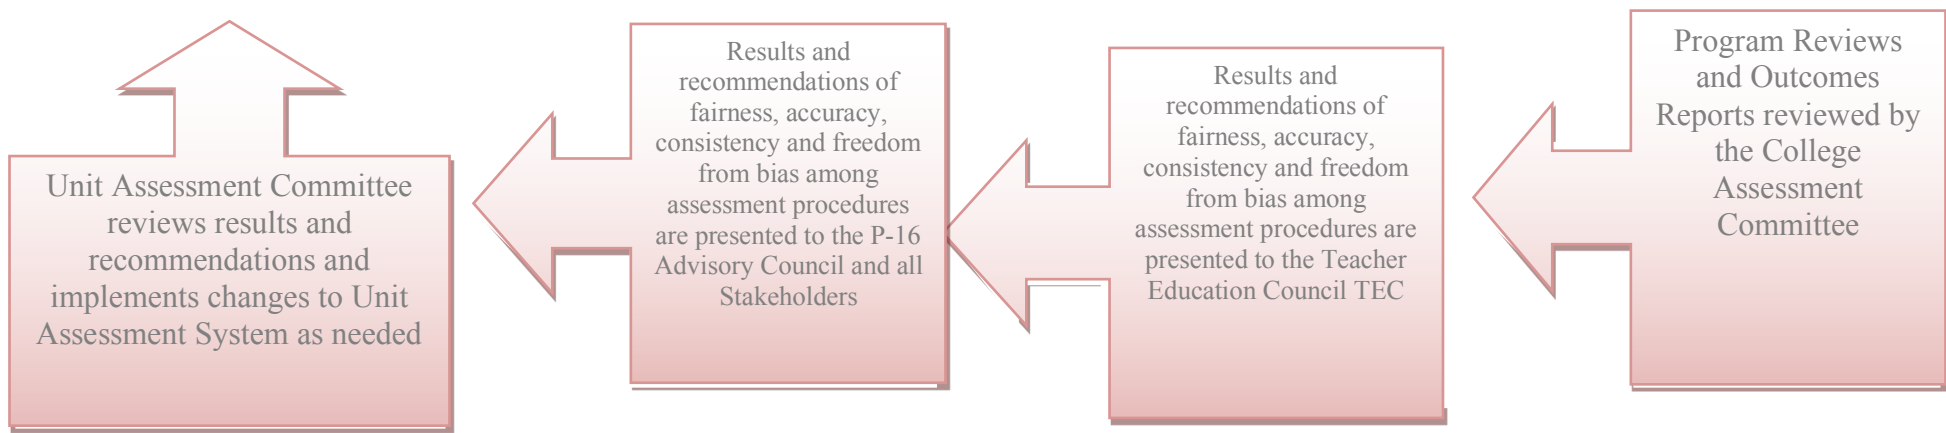 Unit Assessment Committee
reviews results and
recommendations and
implements changes to Unit
Assessment System as needed
Results and
recommendations of
fairness, accuracy,
consistency and freedom
from bias among
assessment procedures
are presented to the P-16
Advisory Council and all
Stakeholders
Results and
recommendations of
fairness, accuracy,
consistency and freedom
from bias among
assessment procedures are
presented to the Teacher
Education Council TEC
Program Reviews
and Outcomes
Reports reviewed by
the College
Assessment
Committee